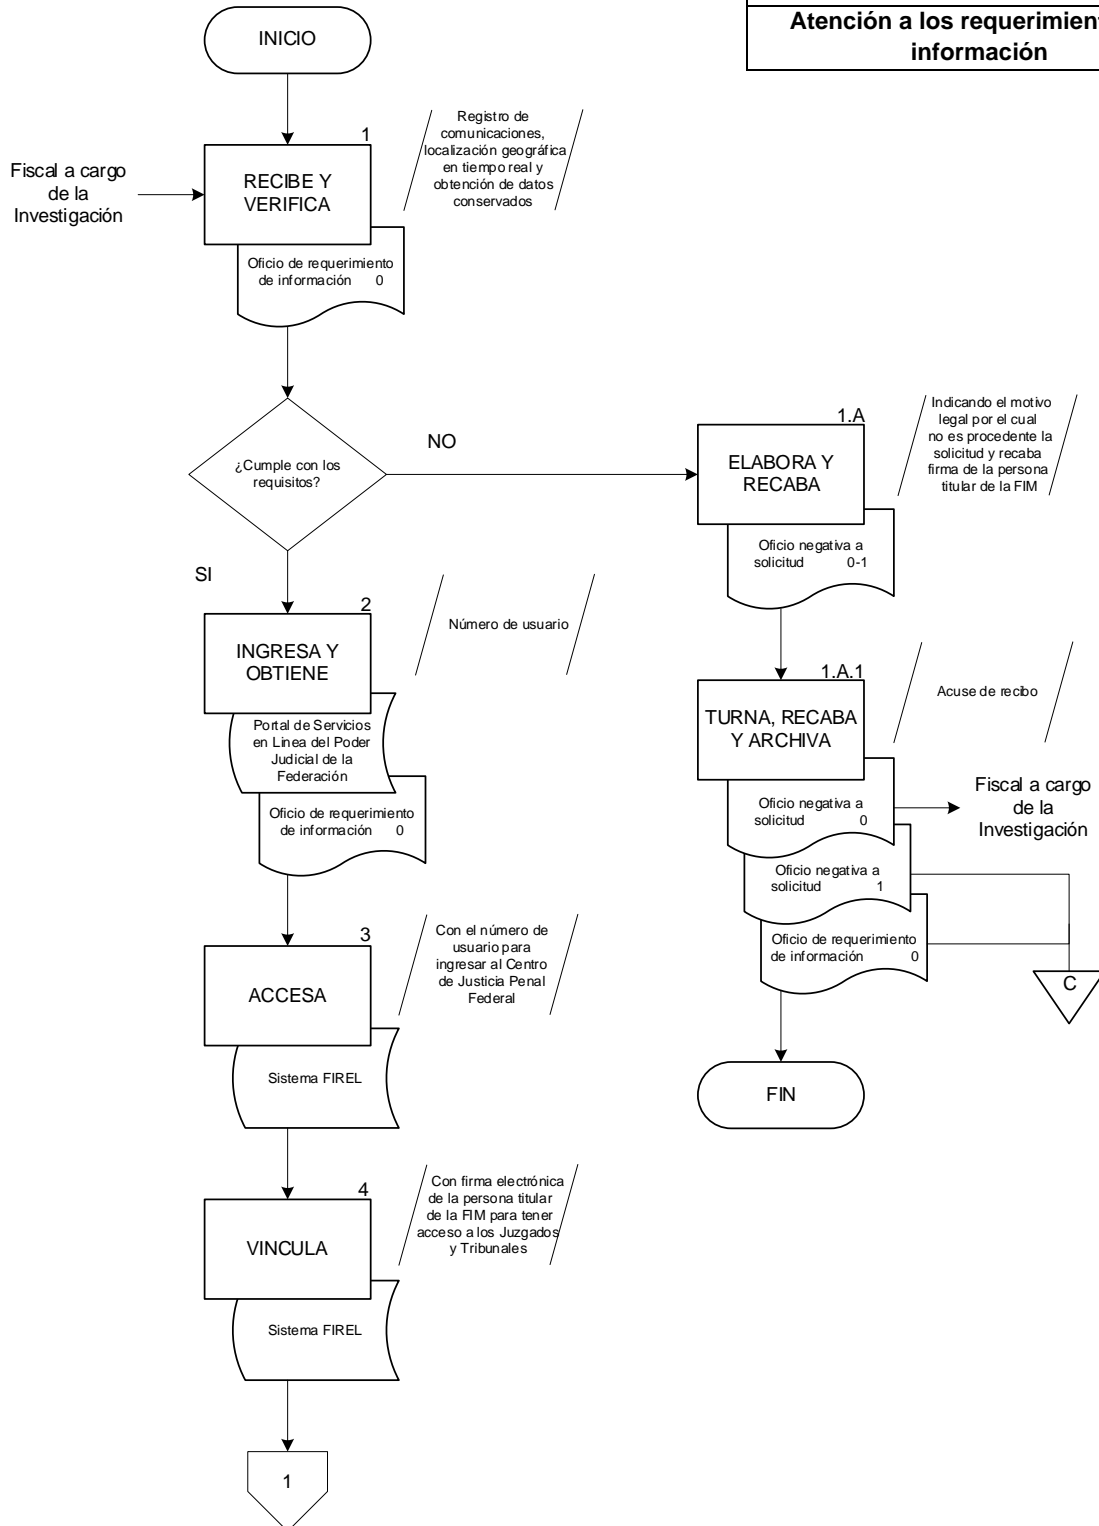 Atención a los requerimient
información
INICIO
Fiscal a cargo
de la
Investigación
1
RECIBE Y
VERIFICA
Registro de
comunicaciones,
localización geográfica
en tiempo real y
obtención de datos
conservados
Oficio de requerimiento
de información 0
¿Cumple con los
requisitos?
NO
1.A
ELABORA Y
RECABA
Indicando el motivo
legal por el cual
no es procedente la
solicitud y recaba
firma de la persona
titular de la FIM
Oficio negativa a
solicitud 0-1
SI
2
INGRESA Y
OBTIENE
Número de usuario
Portal de Servicios
en Linea del Poder
Judicial de la
Federación
Oficio de requerimiento
de información 0
1.A.1
TURNA, RECABA
Y ARCHIVA
Acuse de recibo
Oficio negativa a
solicitud 0
Fiscal a cargo
de la
Investigación
Oficio negativa a
solicitud 1
Oficio de requerimiento
de información 0
C
FIN
3
ACCESA
Con el número de
usuario para
ingresar al Centro
de Justicia Penal
Federal
Sistema FIREL
4
VINCULA
Con firma electrónica
de la persona titular
de la FIM para tener
acceso a los Juzgados
y Tribunales
Sistema FIREL
1